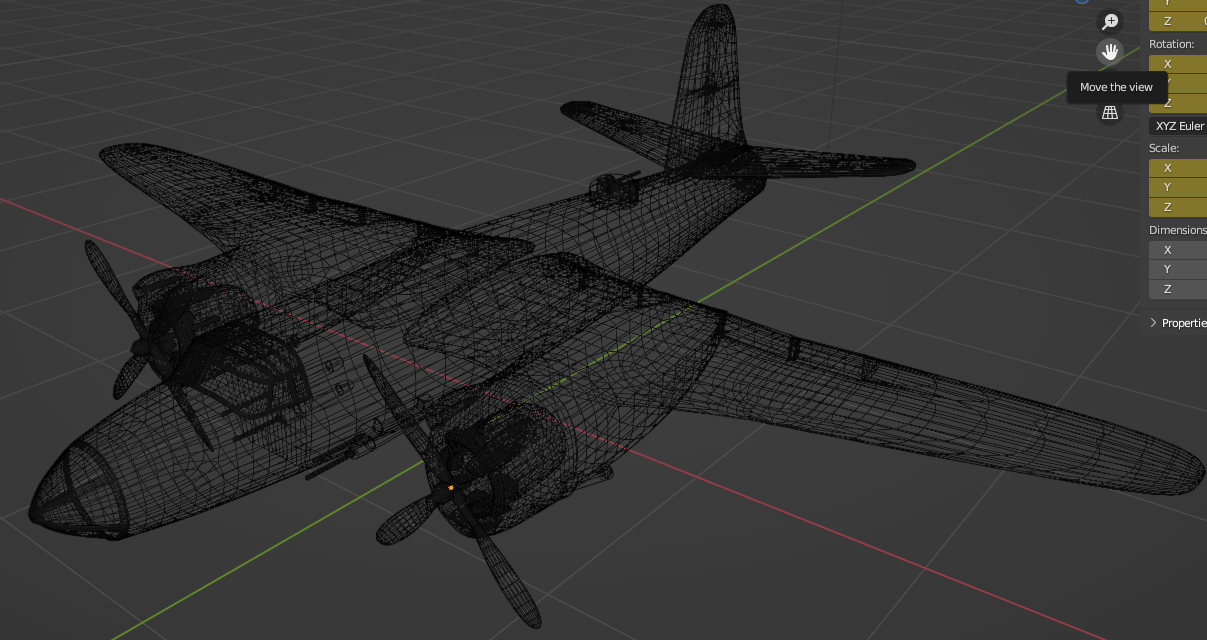 Y
Z
Rotation:
X
Y
Move the view
Z
XYZ Euler
Scale:
X
Y
Z
Dimensions
X
Y
Z
Propertie